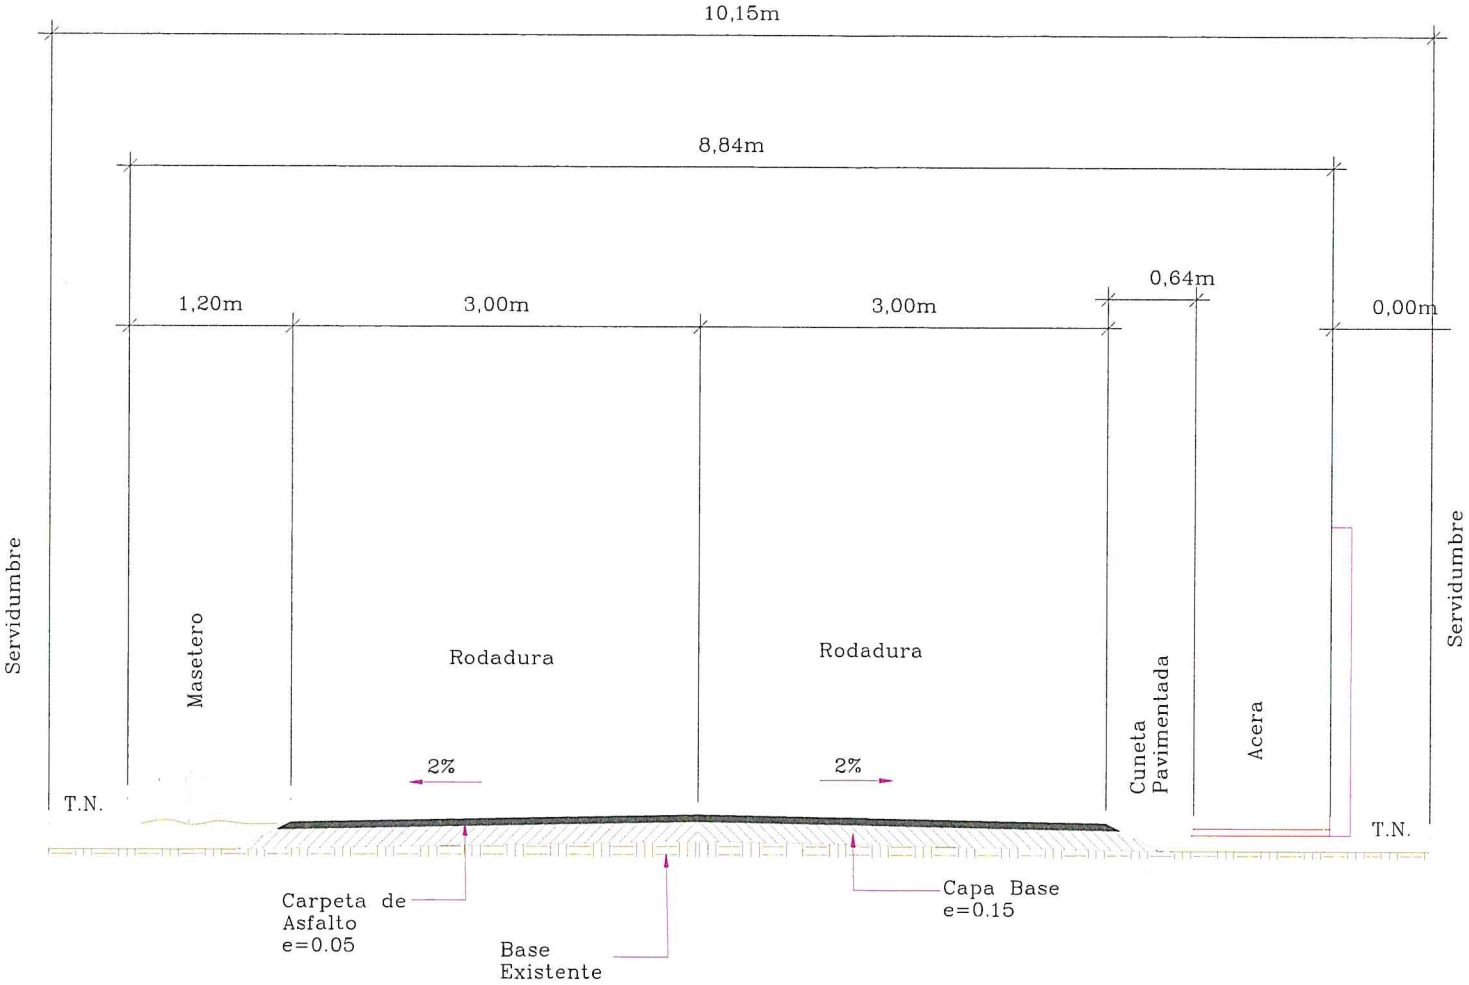 10,15m
8,84m
0,64m
1,20m
3,00m
3,00m
0,00m
Servidumbre
Servidumbre
Masetero
Rodadura
Rodadura
Cuneta
Pavimentada
Acera
2%
2%
T.N.
T.N.
Carpeta de
Asfalto
e=0.05
Capa Base
e=0.15
Base
Existente